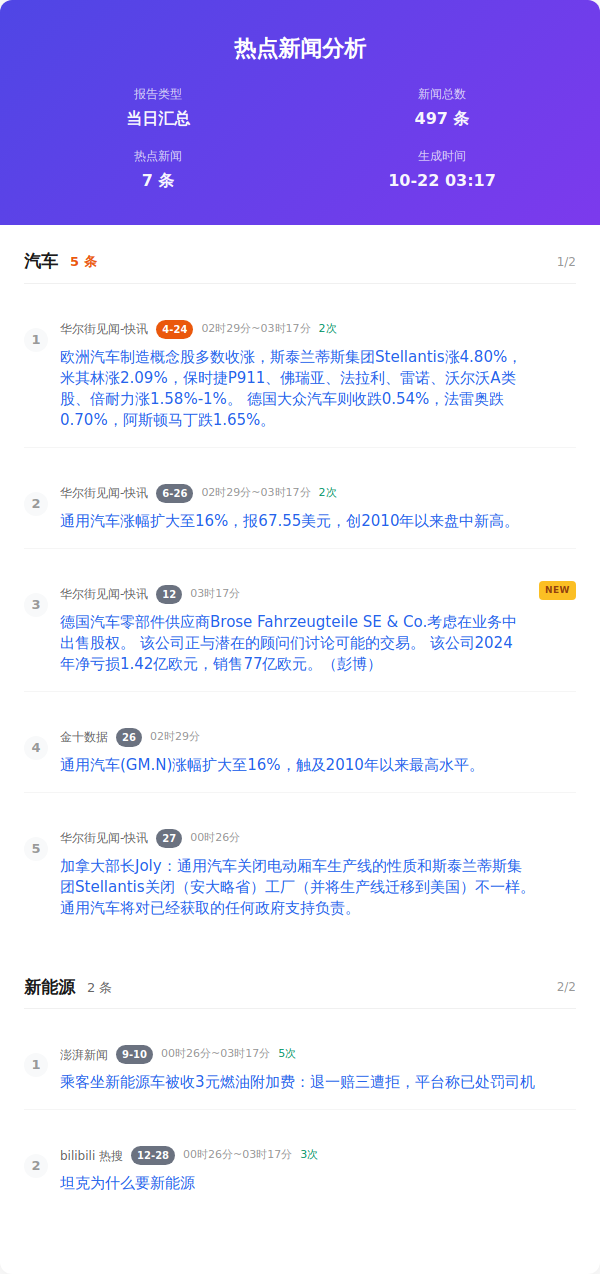 热点新闻分析
报告类型
新闻总数
当日汇总
497 条
热点新闻
生成时间
7 条
10-22 03:17
汽车 5 条 1/2
1
华尔街见闻-快讯 4-24 02时29分~03时17分 2次
欧洲汽车制造概念股多数收涨，斯泰兰蒂斯集团Stellantis涨4.80%，
米其林涨2.09%，保时捷P911、佛瑞亚、法拉利、雷诺、沃尔沃A类
股、倍耐力涨1.58%-1%。 德国大众汽车则收跌0.54%，法雷奥跌
0.70%，阿斯顿马丁跌1.65%。
2
华尔街见闻-快讯 6-26 02时29分~03时17分 2次
通用汽车涨幅扩大至16%，报67.55美元，创2010年以来盘中新高。
3
华尔街见闻-快讯 12 03时17分 NEW
德国汽车零部件供应商Brose Fahrzeugteile SE & Co.考虑在业务中
出售股权。 该公司正与潜在的顾问们讨论可能的交易。 该公司2024
年净亏损1.42亿欧元，销售77亿欧元。（彭博）
4
金十数据 26 02时29分
通用汽车(GM.N)涨幅扩大至16%，触及2010年以来最高水平。
5
华尔街见闻-快讯 27 00时26分
加拿大部长Joly：通用汽车关闭电动厢车生产线的性质和斯泰兰蒂斯集
团Stellantis关闭（安大略省）工厂（并将生产线迁移到美国）不一样。
通用汽车将对已经获取的任何政府支持负责。
新能源 2 条 2/2
1
澎湃新闻 9-10 00时26分~03时17分 5次
乘客坐新能源车被收3元燃油附加费：退一赔三遭拒，平台称已处罚司机
2
bilibili 热搜 12-28 00时26分~03时17分 3次
坦克为什么要新能源